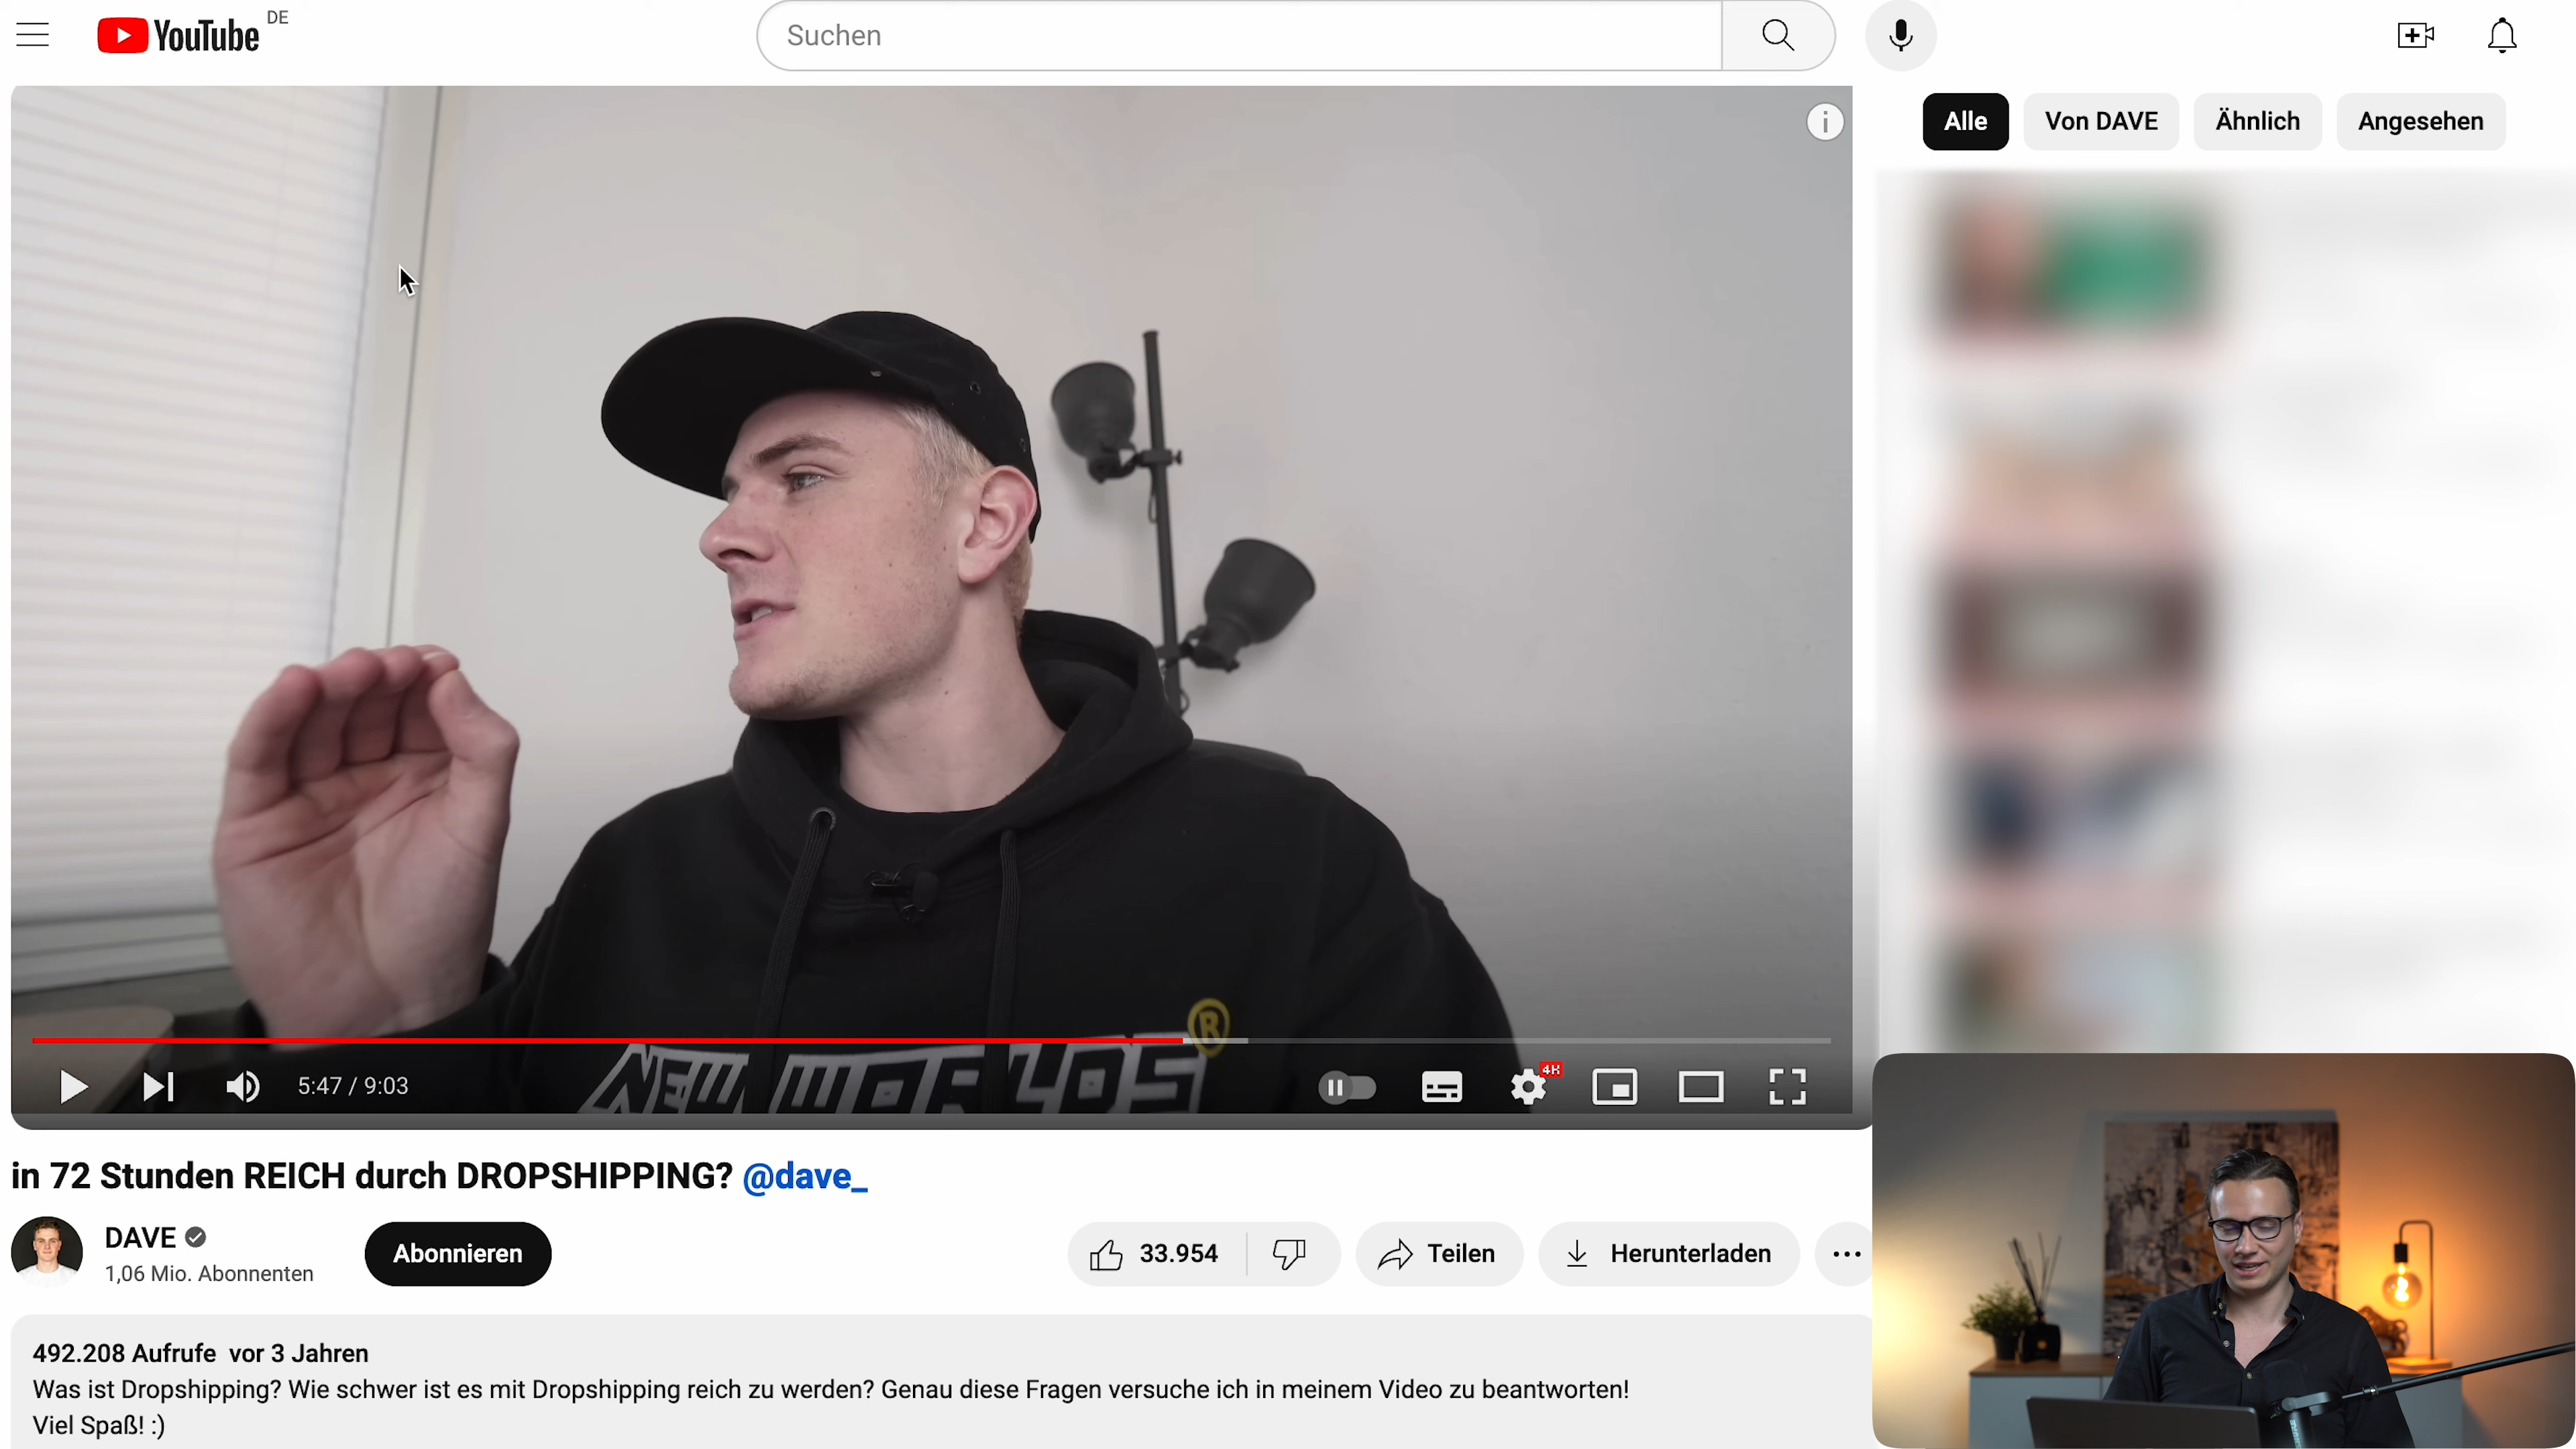 YouTube DE
Suchen
Alle
Von DAVE
Ähnlich
Angesehen
NEW WORLDS ®
5:47 / 9:03
4K
in 72 Stunden REICH durch DROPSHIPPING? @dave_
DAVE
1,06 Mio. Abonnenten
Abonnieren
33.954
Teilen
Herunterladen
492.208 Aufrufe vor 3 Jahren
Was ist Dropshipping? Wie schwer ist es mit Dropshipping reich zu werden? Genau diese Fragen versuche ich in meinem Video zu beantworten!
Viel Spaß! :)